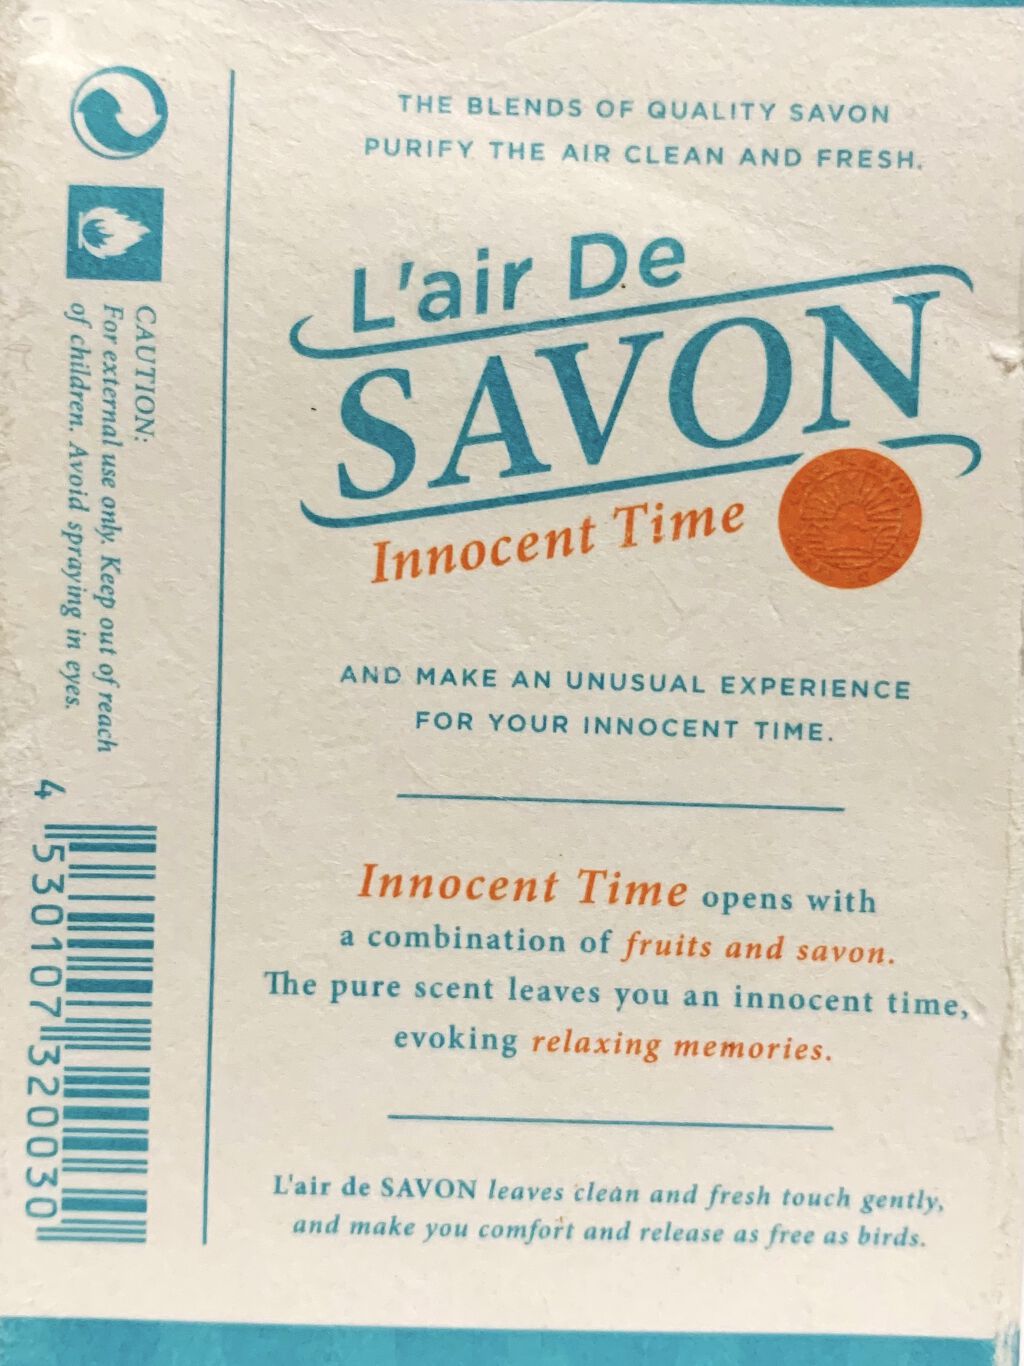 THE BLENDS OF QUALITY SAVON
PURIFY THE AIR CLEAN AND FRESH.
L'air De
SAVON
Innocent Time
AND MAKE AN UNUSUAL EXPERIENCE
FOR YOUR INNOCENT TIME.
Innocent Time opens with
a combination of fruits and savon.
The pure scent leaves you an innocent time,
evoking relaxing memories.
L'air de SAVON leaves clean and fresh touch gently,
and make you comfort and release as free as birds.
CAUTION:
For external use only. Keep out of reach
of children. Avoid spraying in eyes.
4 530107 320030